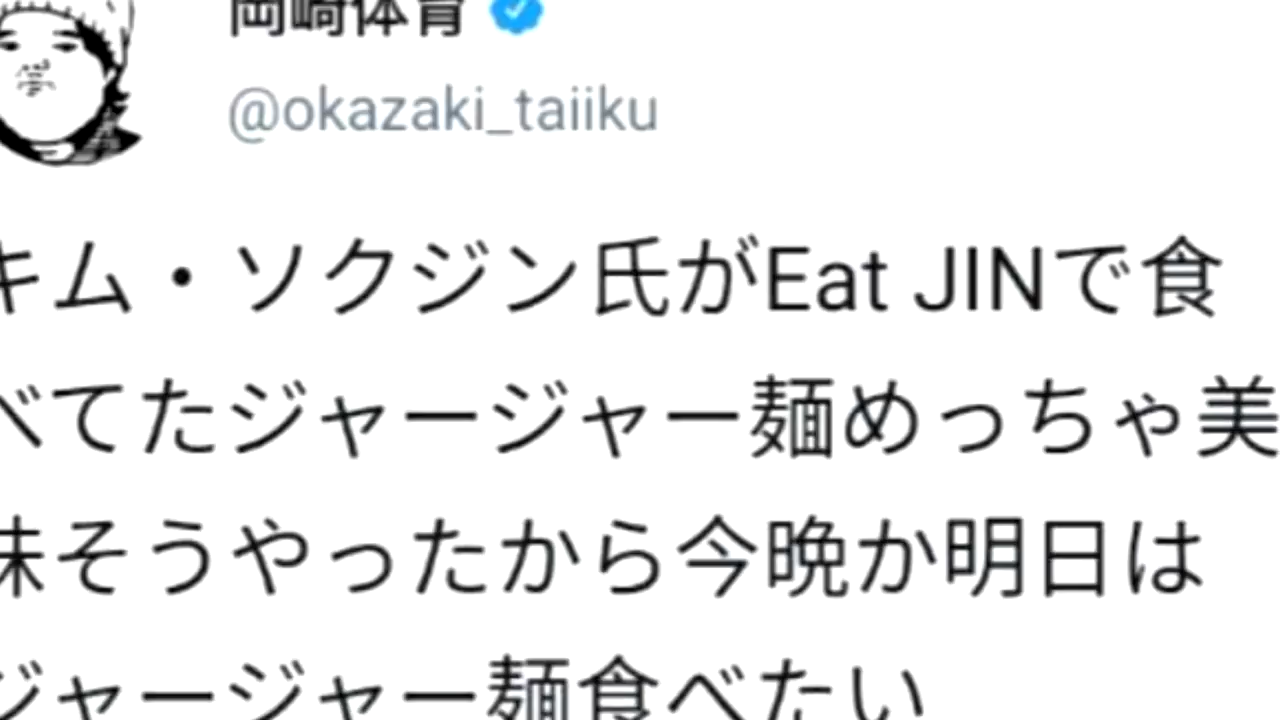 岡崎体育
@okazaki_taiiku
キム・ソクジン氏がEat JINで食
べてたジャージャー麺めっちゃ美
味そうやったから今晩か明日は
ジャージャー麺食べたい